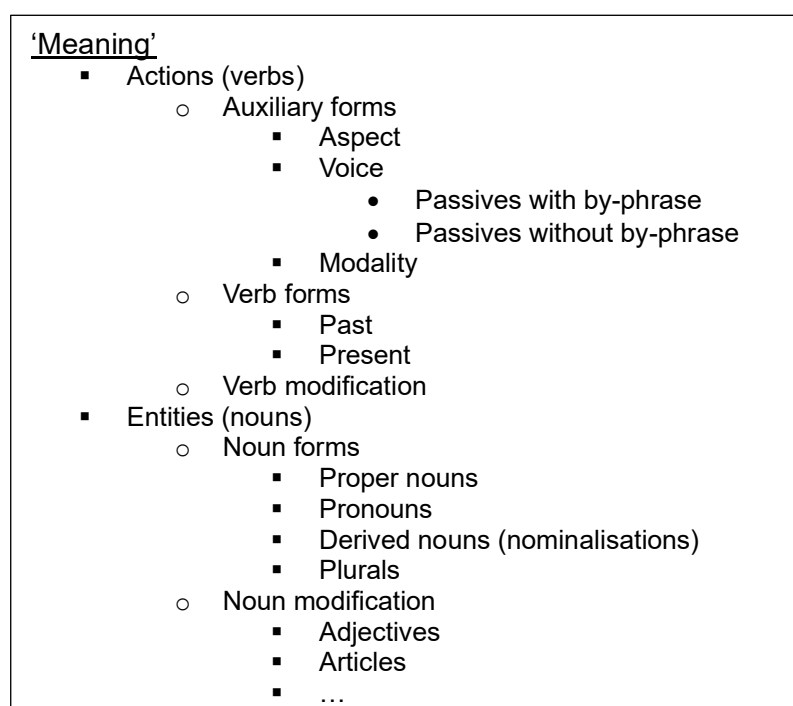 ‘Meaning’
▪ Actions (verbs)
o Auxiliary forms
▪ Aspect
▪ Voice
• Passives with by-phrase
• Passives without by-phrase
▪ Modality
o Verb forms
▪ Past
▪ Present
o Verb modification
▪ Entities (nouns)
o Noun forms
▪ Proper nouns
▪ Pronouns
▪ Derived nouns (nominalisations)
▪ Plurals
o Noun modification
▪ Adjectives
▪ Articles
▪ …